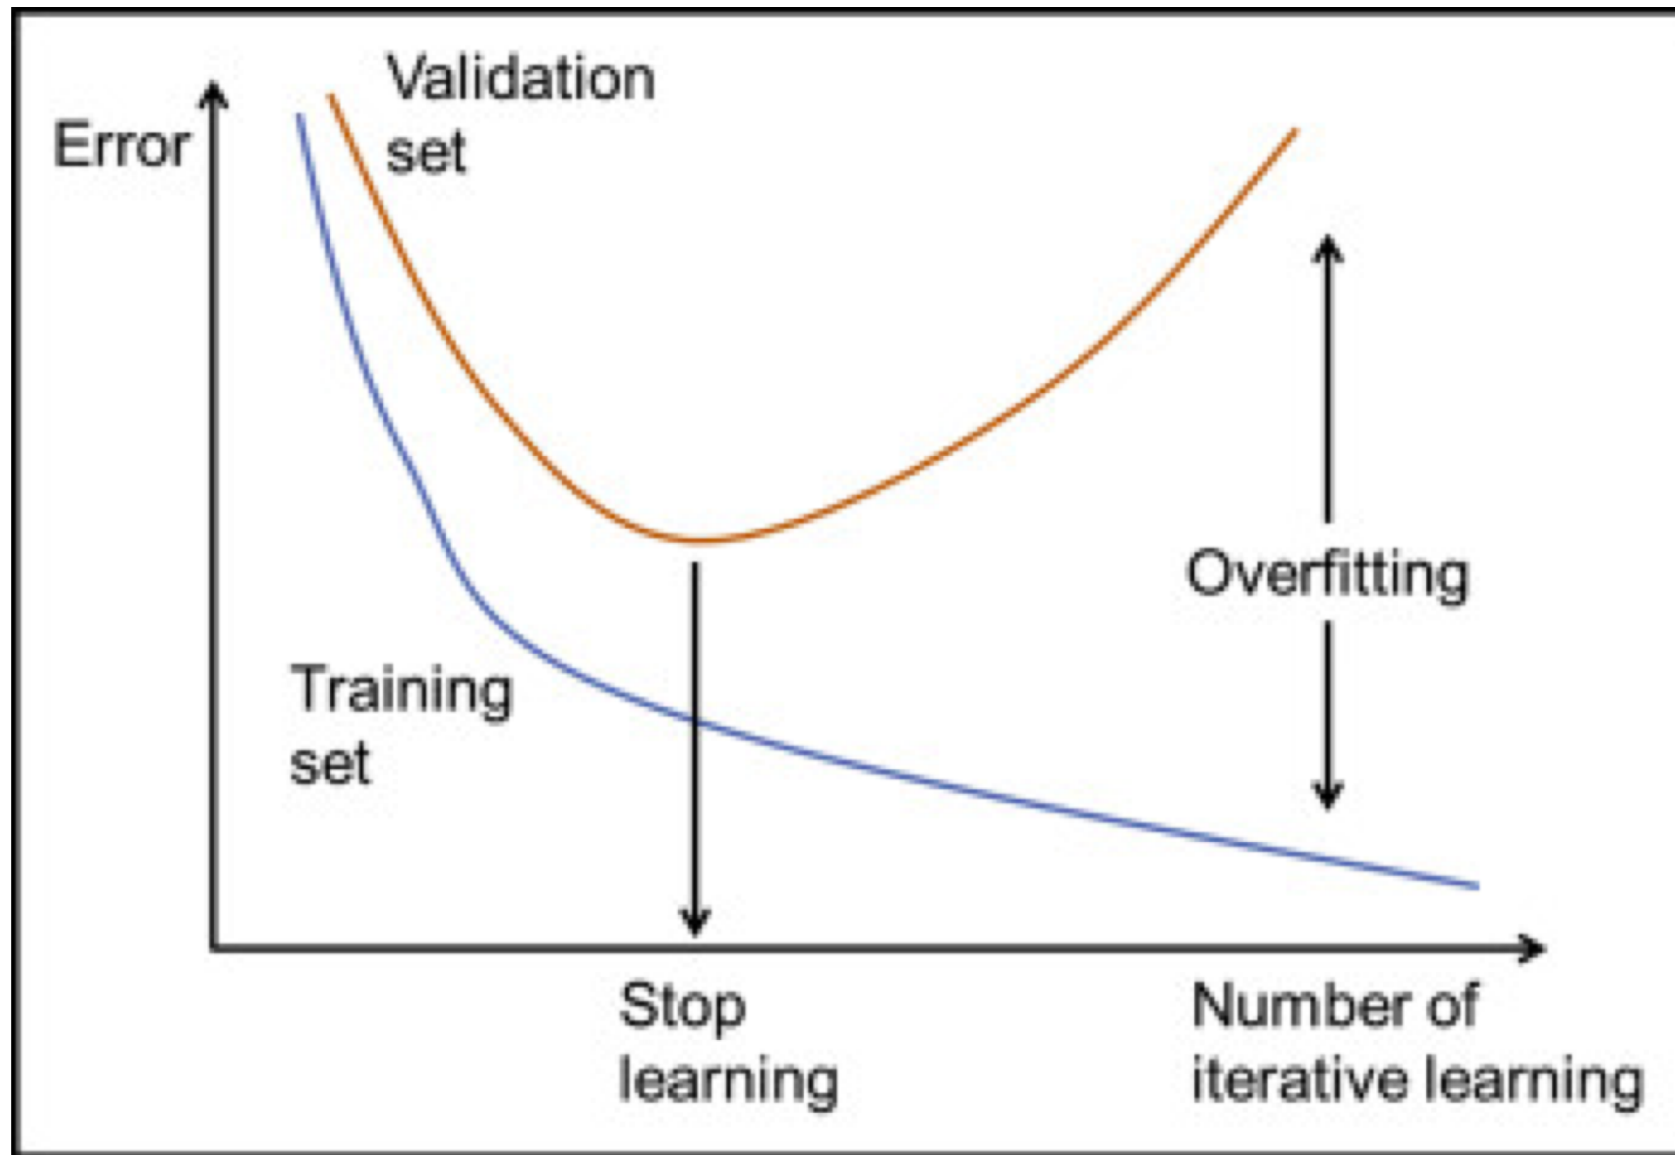 Validation
set
Error
Training
set
Overfitting
Stop
learning
Number of
iterative learning